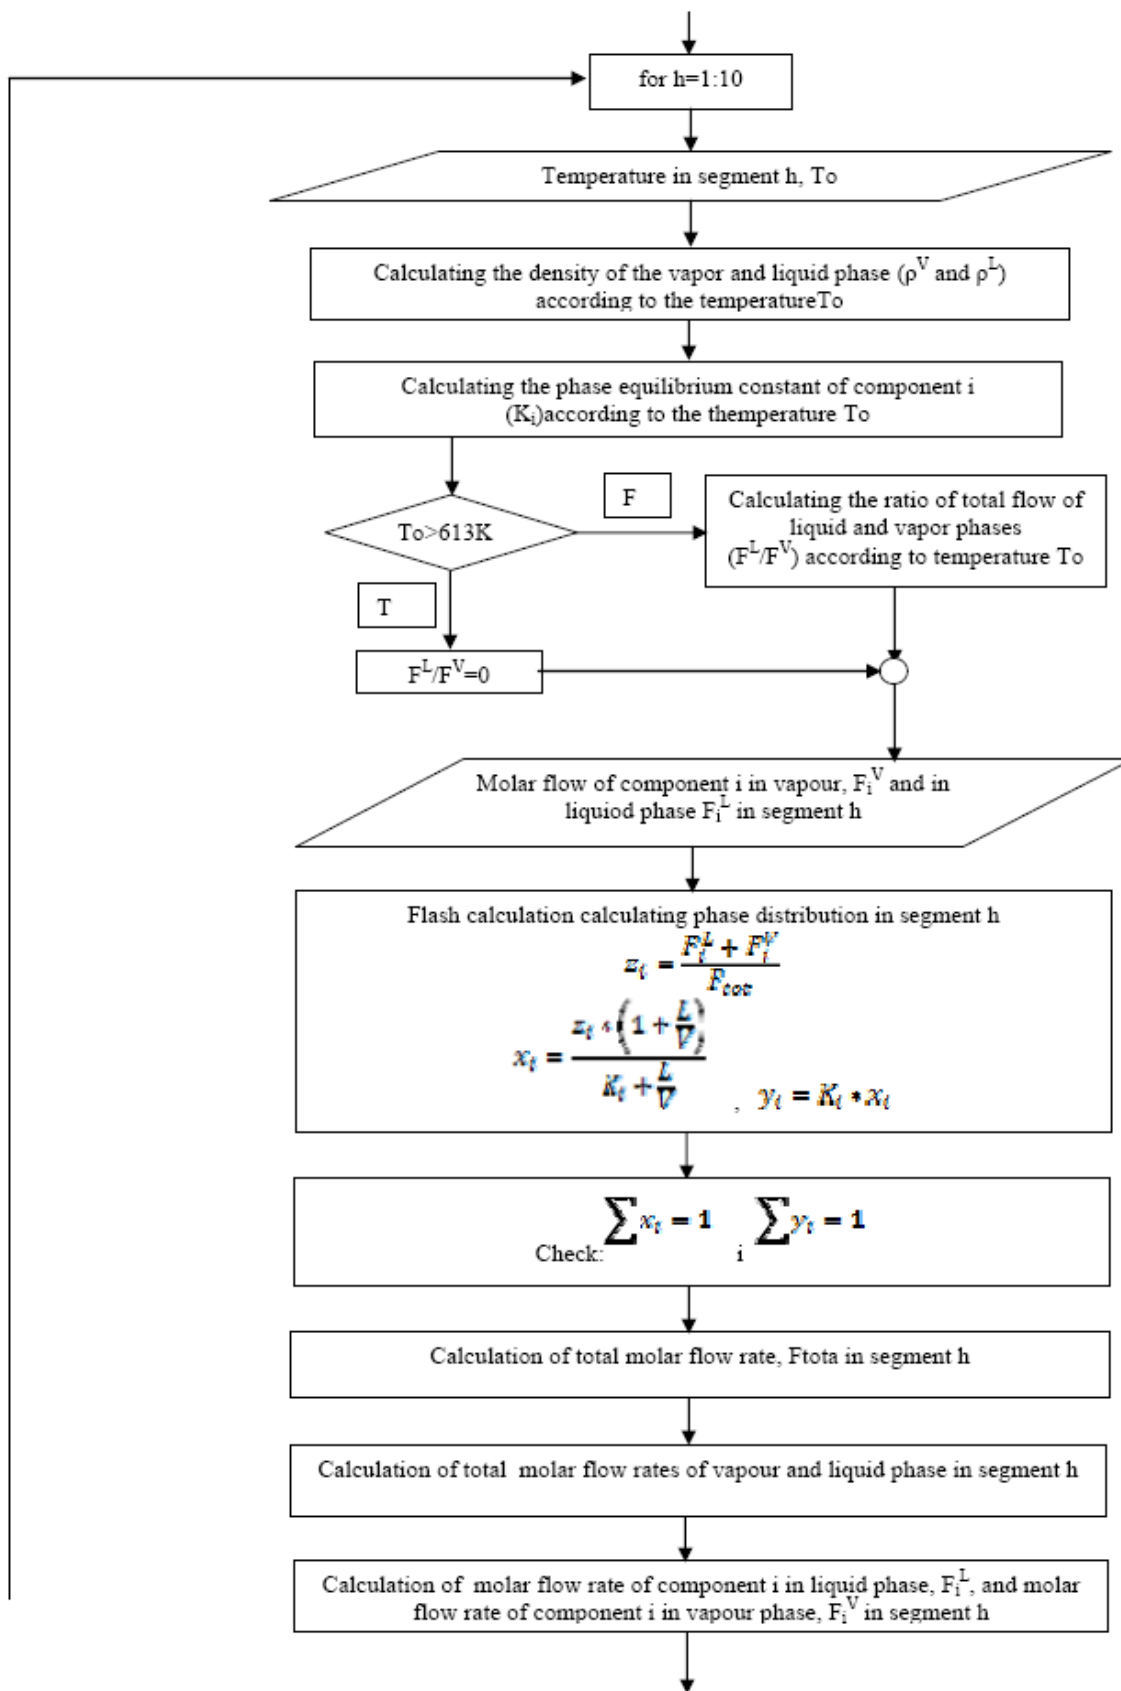 for h=1:10
Temperature in segment h, To
Calculating the density of the vapor and liquid phase (ρ^V and ρ^L)
according to the temperatureTo
Calculating the phase equilibrium constant of component i
(K_i)according to the themperature To
F
Calculating the ratio of total flow of
liquid and vapor phases
(F^L/F^V) according to temperature To
To>613K
T
F^L/F^V=0
Molar flow of component i in vapour, F_i^V and in
liquiod phase F_i^L in segment h
Flash calculation calculating phase distribution in segment h
z_i = (F_i^L + F_i^V) / F_tot
x_i = (z_i * (1 + L/V)) / (K_i + L/V) , y_i = K_i * x_i
Check: ∑ x_i = 1 i ∑ y_i = 1
Calculation of total molar flow rate, Ftota in segment h
Calculation of total molar flow rates of vapour and liquid phase in segment h
Calculation of molar flow rate of component i in liquid phase, F_i^L, and molar
flow rate of component i in vapour phase, F_i^V in segment h